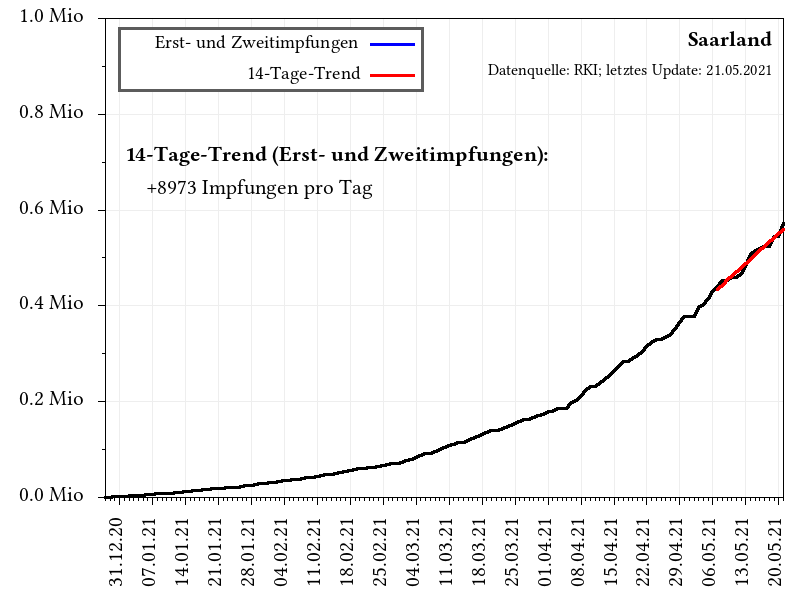 1.0 Mio
0.8 Mio
0.6 Mio
0.4 Mio
0.2 Mio
0.0 Mio
Erst- und Zweitimpfungen
14-Tage-Trend
Saarland
Datenquelle: RKI; letztes Update: 21.05.2021
14-Tage-Trend (Erst- und Zweitimpfungen):
+8973 Impfungen pro Tag
31.12.20
07.01.21
14.01.21
21.01.21
28.01.21
04.02.21
11.02.21
18.02.21
25.02.21
04.03.21
11.03.21
18.03.21
25.03.21
01.04.21
08.04.21
15.04.21
22.04.21
29.04.21
06.05.21
13.05.21
20.05.21